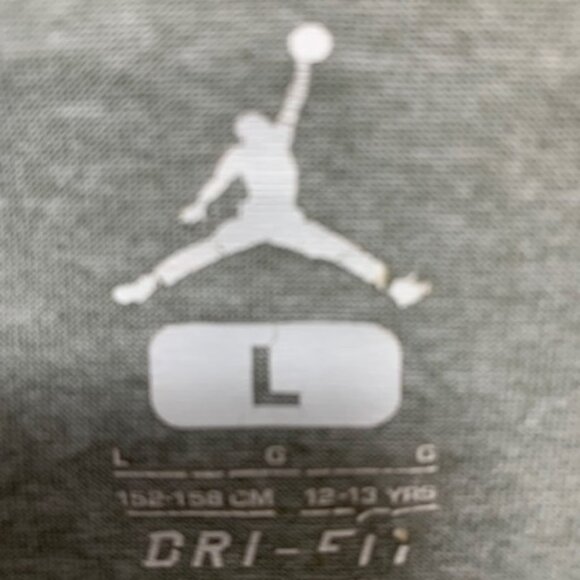 L
L G G
152-158 CM 12-13 YRS
DRI-FIT